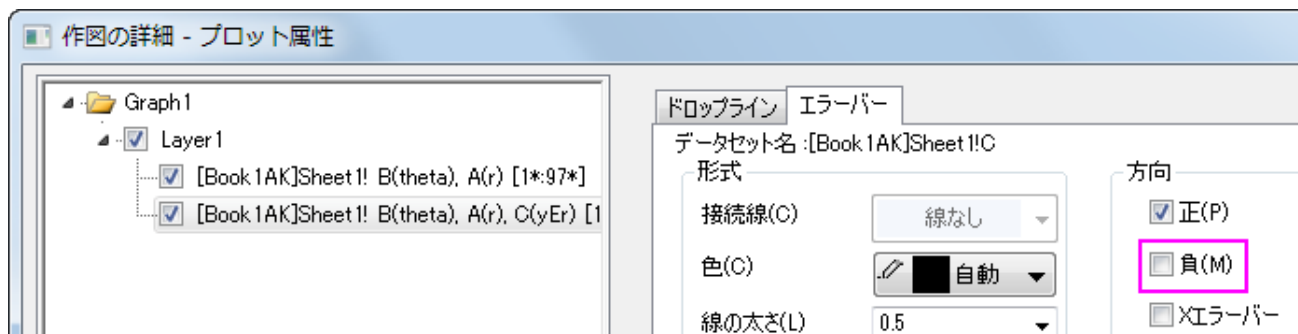 作図の詳細 - プロット属性
Graph1
Layer1
[Book1AK]Sheet1! B(theta), A(r) [1*:97*]
[Book1AK]Sheet1! B(theta), A(r), C(yEr) [1
ドロップライン エラーバー
データセット名 :[Book1AK]Sheet1!C
形式
接続線(C) 線なし
色(C) 自動
線の太さ(L) 0.5
方向
正(P)
負(M)
Xエラーバー